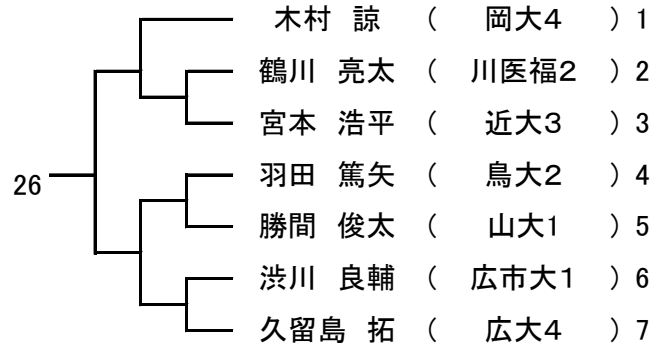 木村 諒 ( 岡大4 ) 1
鶴川 亮太 ( 川医福2 ) 2
宮本 浩平 ( 近大3 ) 3
26 羽田 篤矢 ( 鳥大2 ) 4
勝間 俊太 ( 山大1 ) 5
渋川 良輔 ( 広市大1 ) 6
久留島 拓 ( 広大4 ) 7